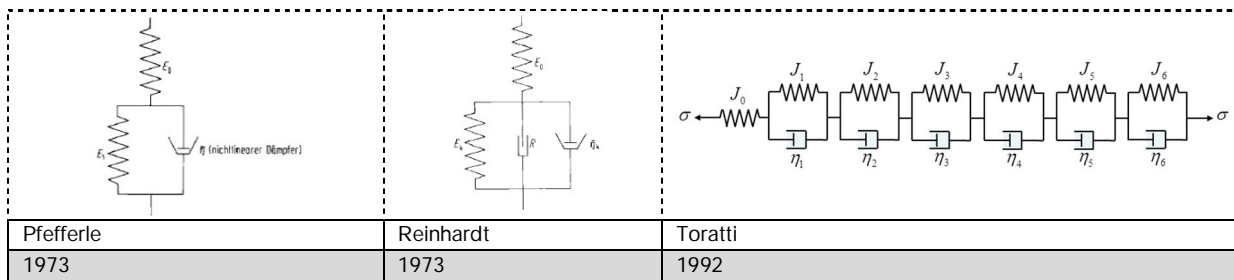 E₀
E₁
η (nichtlinearer Dämpfer)
E₀
Eₖ
R
ηₖ
J₁ J₂ J₃ J₄ J₅ J₆
J₀
σ σ
η₁ η₂ η₃ η₄ η₅ η₆
Pfefferle Reinhardt Toratti
1973 1973 1992